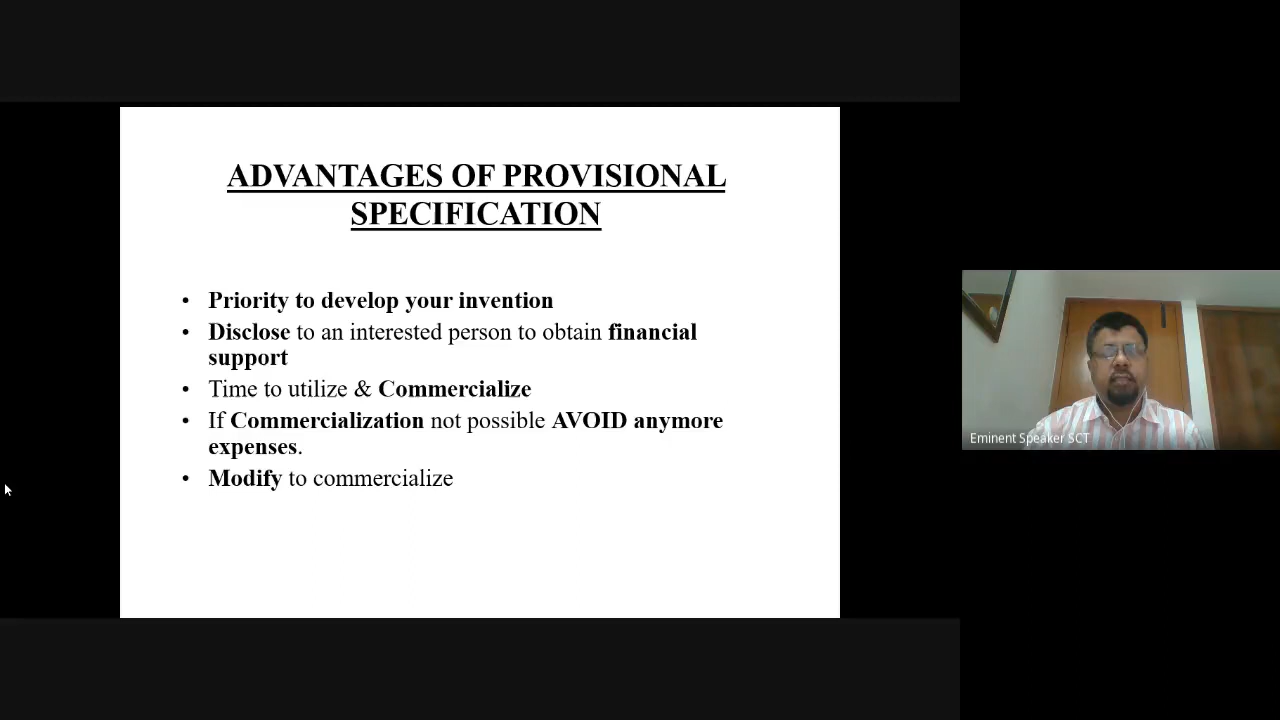 ADVANTAGES OF PROVISIONAL
SPECIFICATION
• Priority to develop your invention
• Disclose to an interested person to obtain financial
support
• Time to utilize & Commercialize
• If Commercialization not possible AVOID anymore
expenses.
• Modify to commercialize
Eminent Speaker SCT